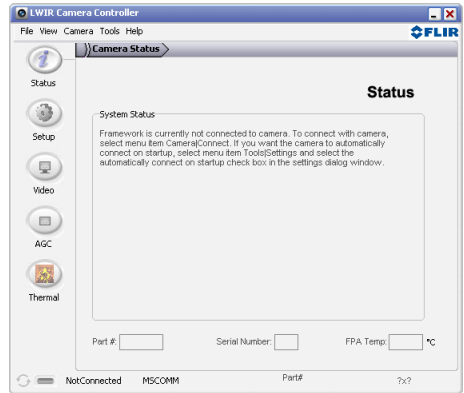 LWIR Camera Controller
File View Camera Tools Help
FLIR
Camera Status
Status
Status
System Status
Framework is currently not connected to camera. To connect with camera,
select menu item Camera|Connect. If you want the camera to automatically
connect on startup, select menu item Tools|Settings and select the
automatically connect on startup check box in the settings dialog window.
Setup
Video
AGC
Thermal
Part #:
Serial Number:
FPA Temp:
°C
NotConnected
MSCOMM
Part#
?x?